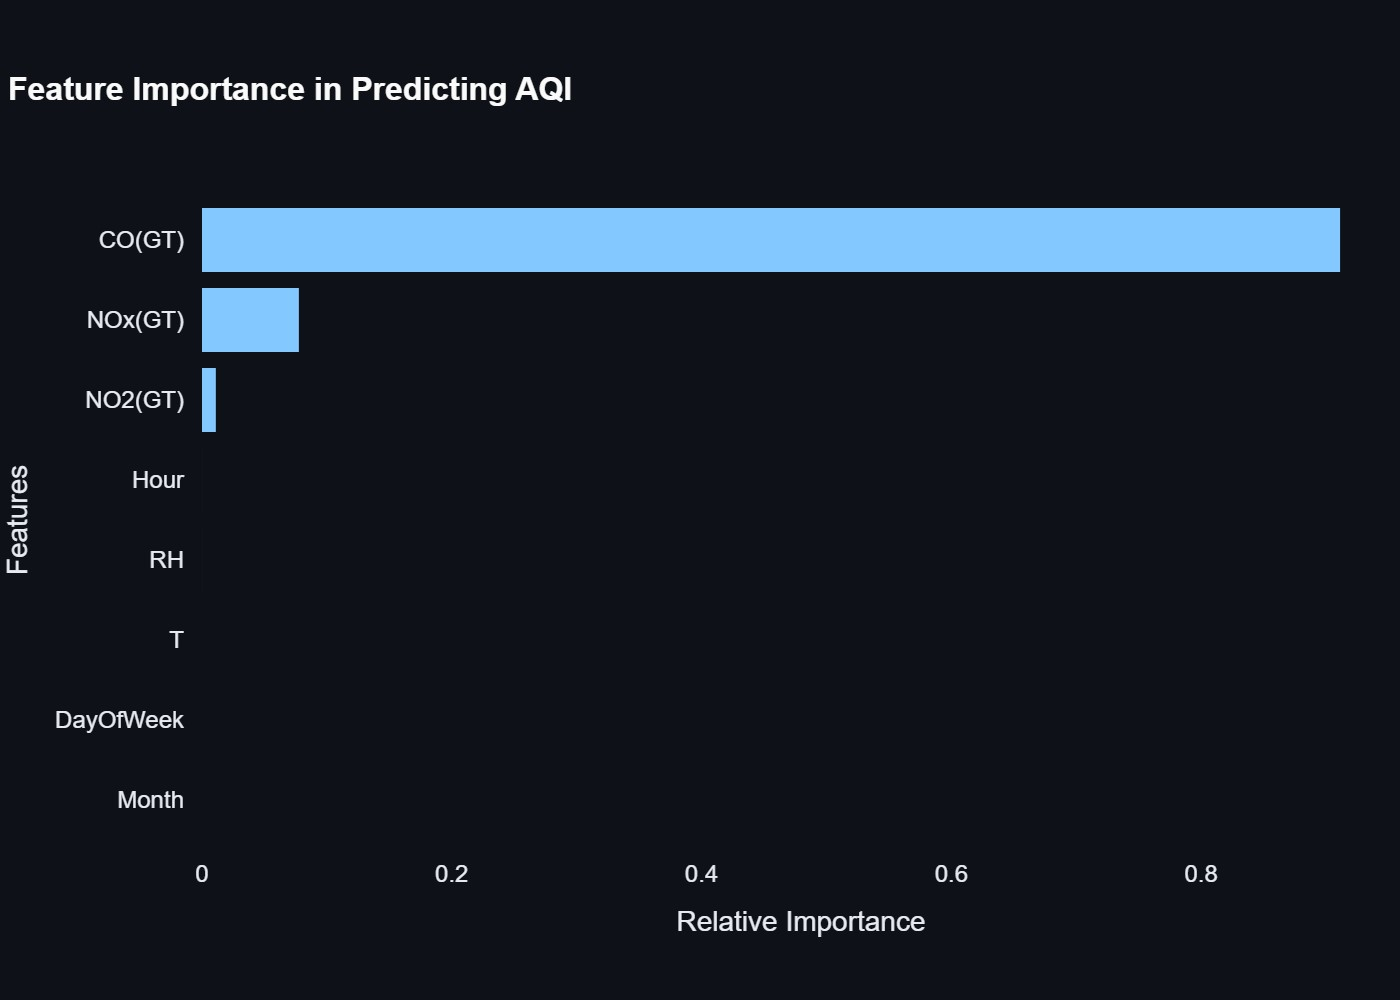 Feature Importance in Predicting AQI
CO(GT)
NOx(GT)
NO2(GT)
Hour
RH
T
DayOfWeek
Month
Features
0 0.2 0.4 0.6 0.8
Relative Importance